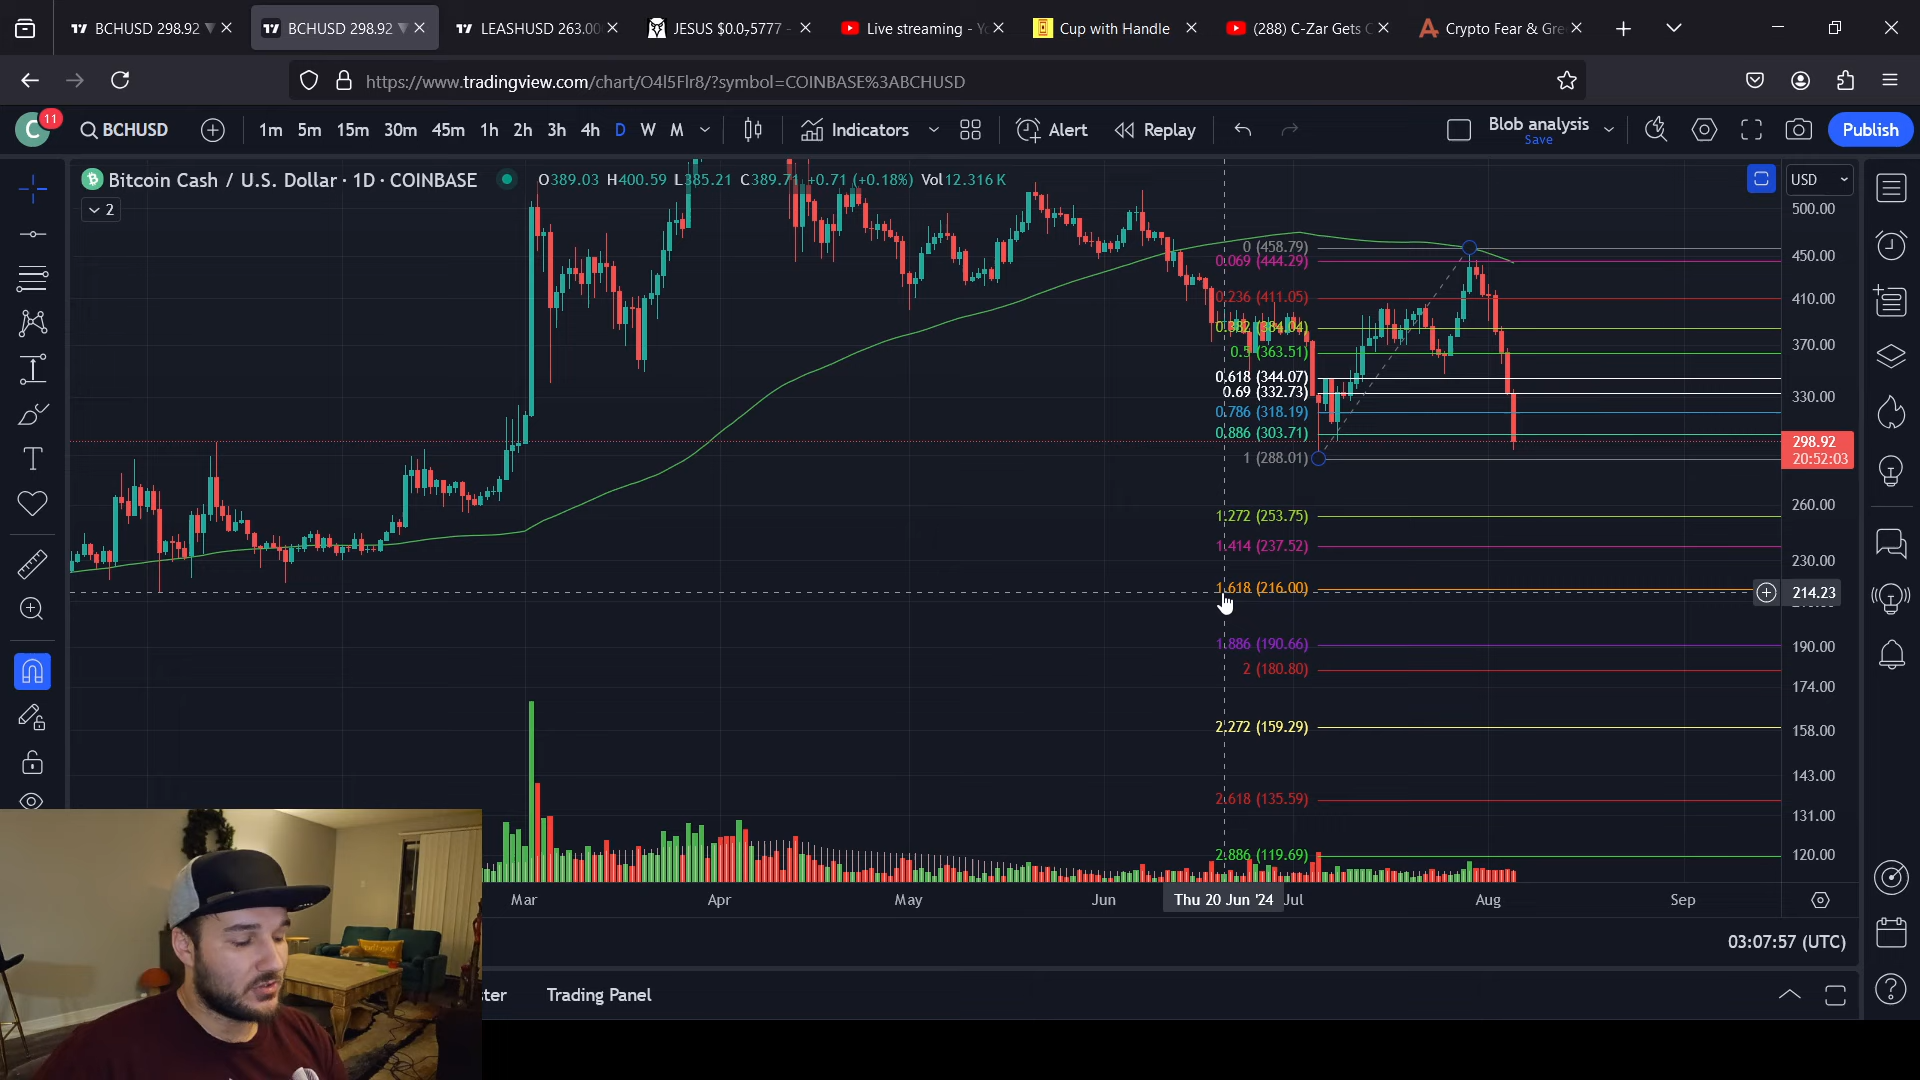 BCHUSD 298.92 ▼
BCHUSD 298.92 ▼
LEASHUSD 263.00
JESUS $0.0₇5777 -
Live streaming - Yo
Cup with Handle
(288) C-Zar Gets C
Crypto Fear & Gre
https://www.tradingview.com/chart/O4l5Flr8/?symbol=COINBASE%3ABCHUSD
C
11
BCHUSD
1m 5m 15m 30m 45m 1h 2h 3h 4h D W M
Indicators
Alert
Replay
Blob analysis
Save
Publish
Bitcoin Cash / U.S. Dollar · 1D · COINBASE
O389.03 H400.59 L385.21 C389.71 +0.71 (+0.18%) Vol12.316K
USD
2
500.00
0 (458.79)
450.00
0.069 (444.29)
0.236 (411.05)
410.00
0.382 (384.04)
0.5 (363.51)
370.00
0.618 (344.07)
0.69 (332.73)
330.00
0.786 (318.19)
0.886 (303.71)
298.92
1 (288.01)
20:52:03
260.00
1.272 (253.75)
1.414 (237.52)
230.00
1.618 (216.00)
214.23
1.886 (190.66)
190.00
2 (180.80)
174.00
2.272 (159.29)
158.00
143.00
2.618 (135.59)
131.00
2.886 (119.69)
120.00
Mar Apr May Jun Thu 20 Jun '24 Jul Aug Sep
03:07:57 (UTC)
ster
Trading Panel